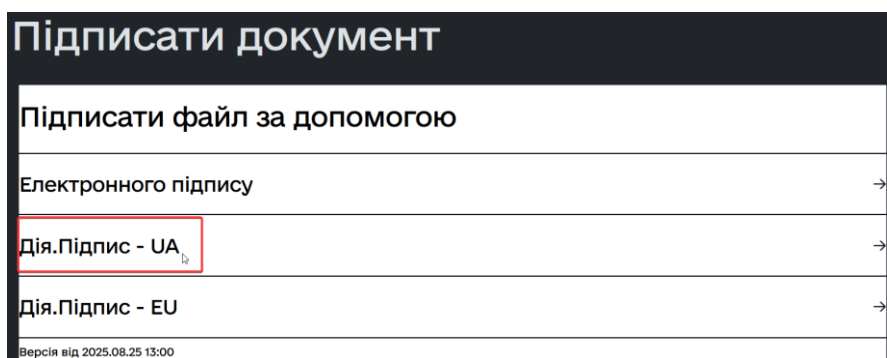 Підписати документ
Підписати файл за допомогою
Електронного підпису
Дія.Підпис - UA
Дія.Підпис - EU
Версія від 2025.08.25 13:00